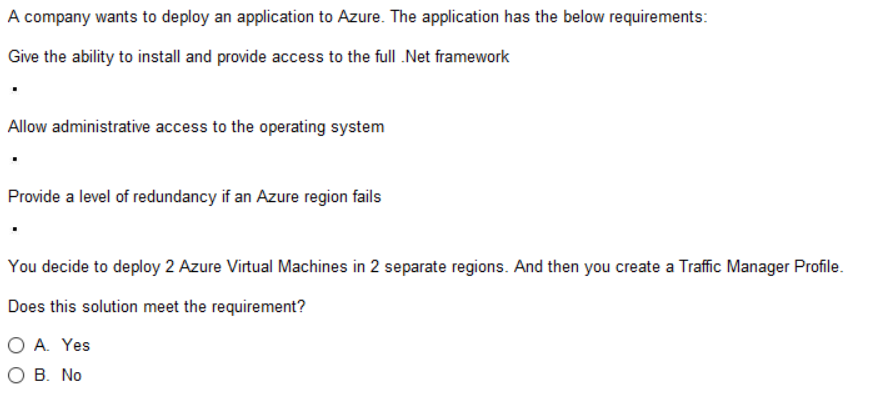 A company wants to deploy an application to Azure. The application has the below requirements:
Give the ability to install and provide access to the full .Net framework
▪
Allow administrative access to the operating system
▪
Provide a level of redundancy if an Azure region fails
▪
You decide to deploy 2 Azure Virtual Machines in 2 separate regions. And then you create a Traffic Manager Profile.
Does this solution meet the requirement?
A. Yes
B. No